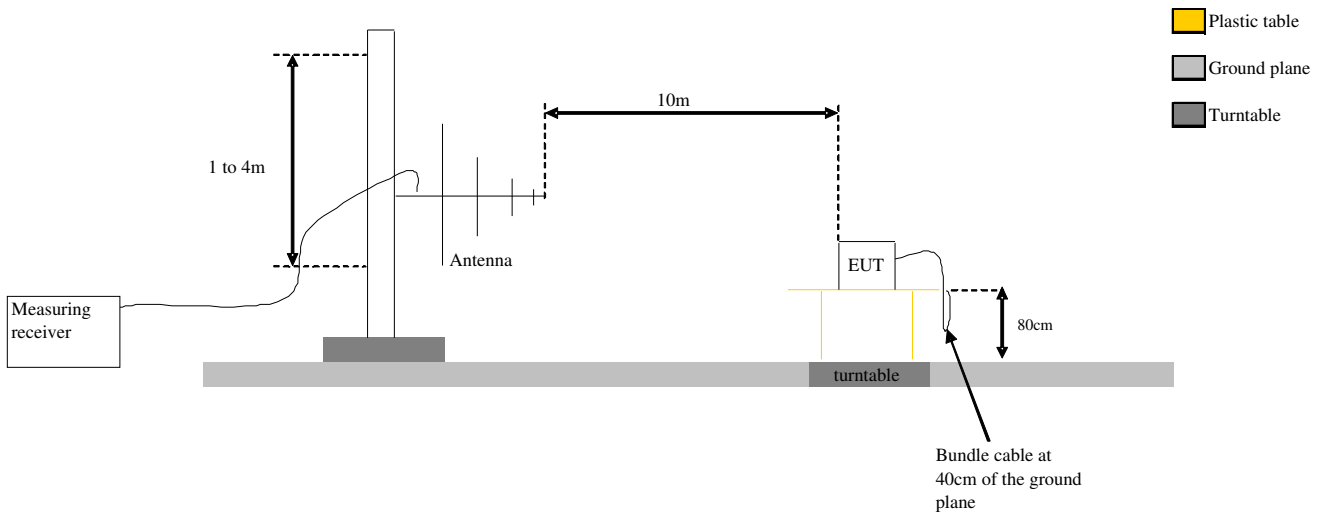 Plastic table
Ground plane
Turntable
10m
1 to 4m
Antenna
EUT
Measuring
receiver
80cm
turntable
Bundle cable at
40cm of the ground
plane